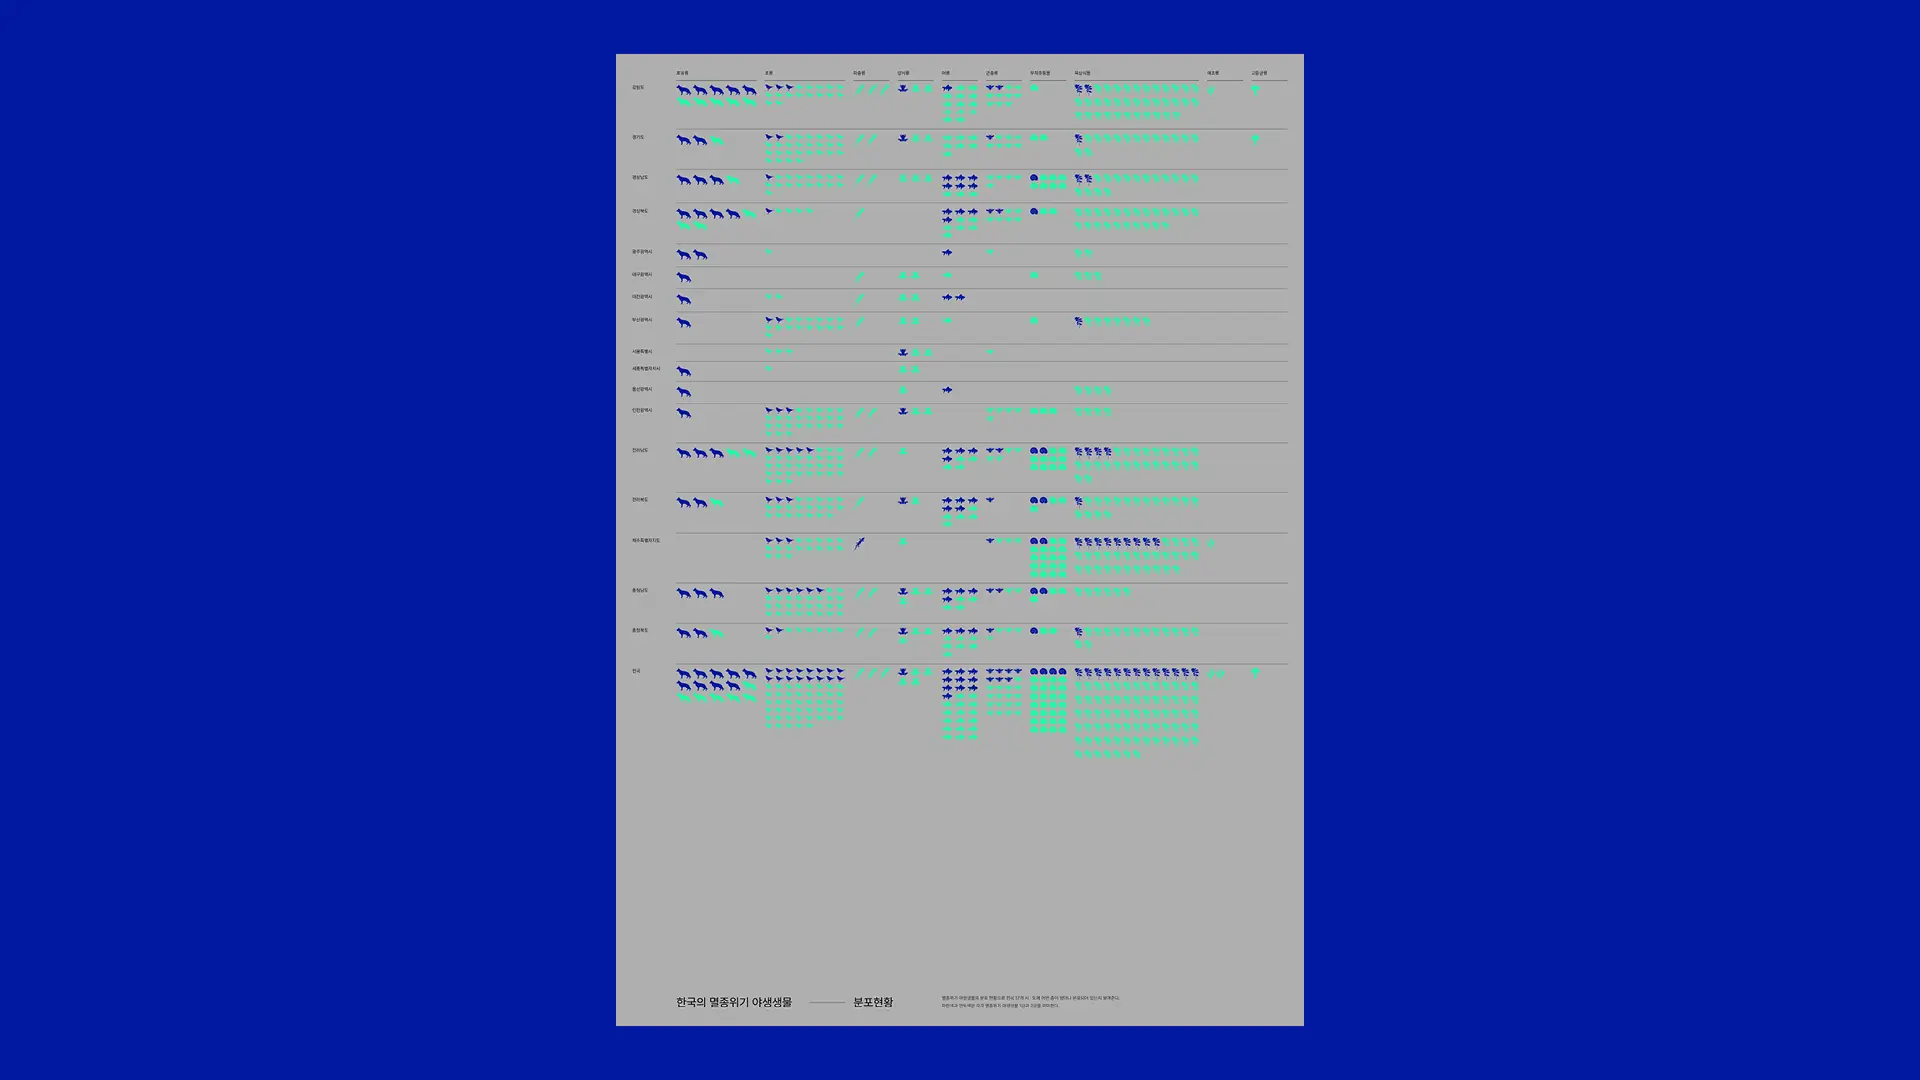 포유류 조류 파충류 양서류 어류 곤충류 무척추동물 육상식물 해조류 고등균류
강원도
경기도
경상남도
경상북도
광주광역시
대구광역시
대전광역시
부산광역시
서울특별시
세종특별자치시
울산광역시
인천광역시
전라남도
전라북도
제주특별자치도
충청남도
충청북도
전국
한국의 멸종위기 야생생물 분포현황